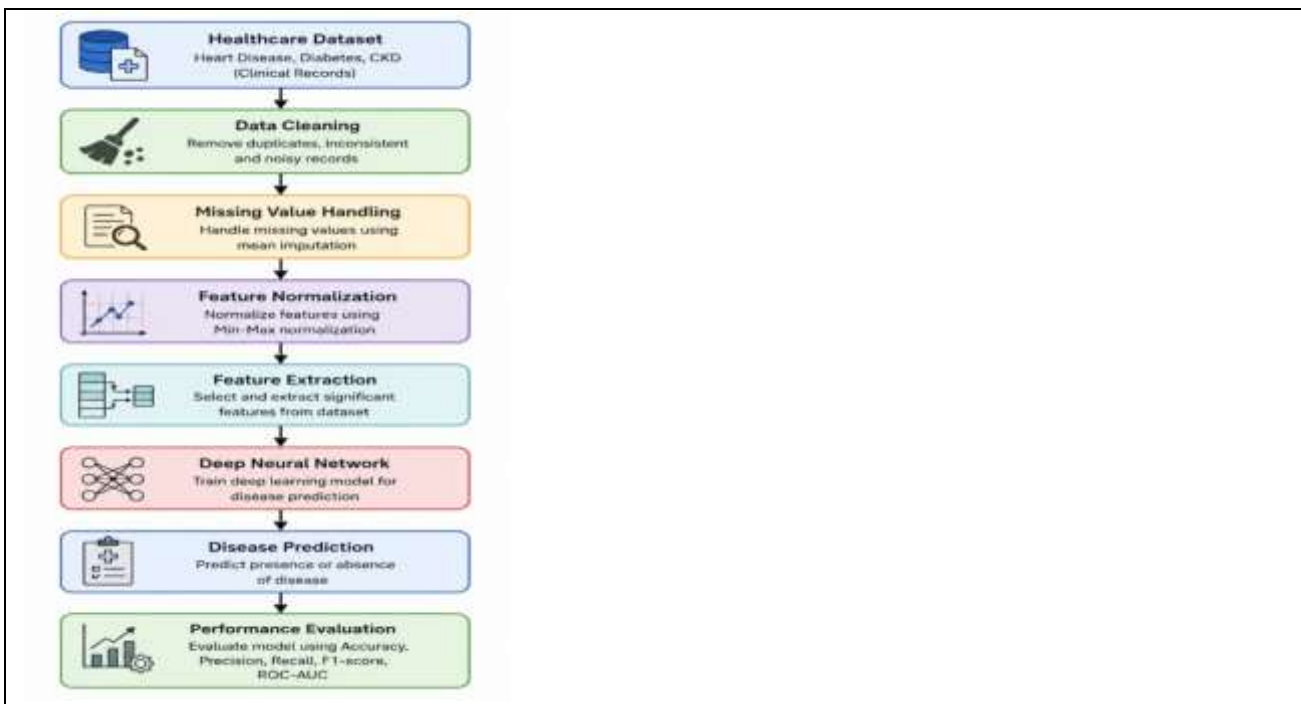 Healthcare Dataset
Heart Disease, Diabetes, CKD
(Clinical Records)
Data Cleaning
Remove duplicates, inconsistent
and noisy records
Missing Value Handling
Handle missing values using
mean imputation
Feature Normalization
Normalize features using
Min-Max normalization
Feature Extraction
Select and extract significant
features from dataset
Deep Neural Network
Train deep learning model for
disease prediction
Disease Prediction
Predict presence or absence
of disease
Performance Evaluation
Evaluate model using Accuracy,
Precision, Recall, F1-score,
ROC-AUC